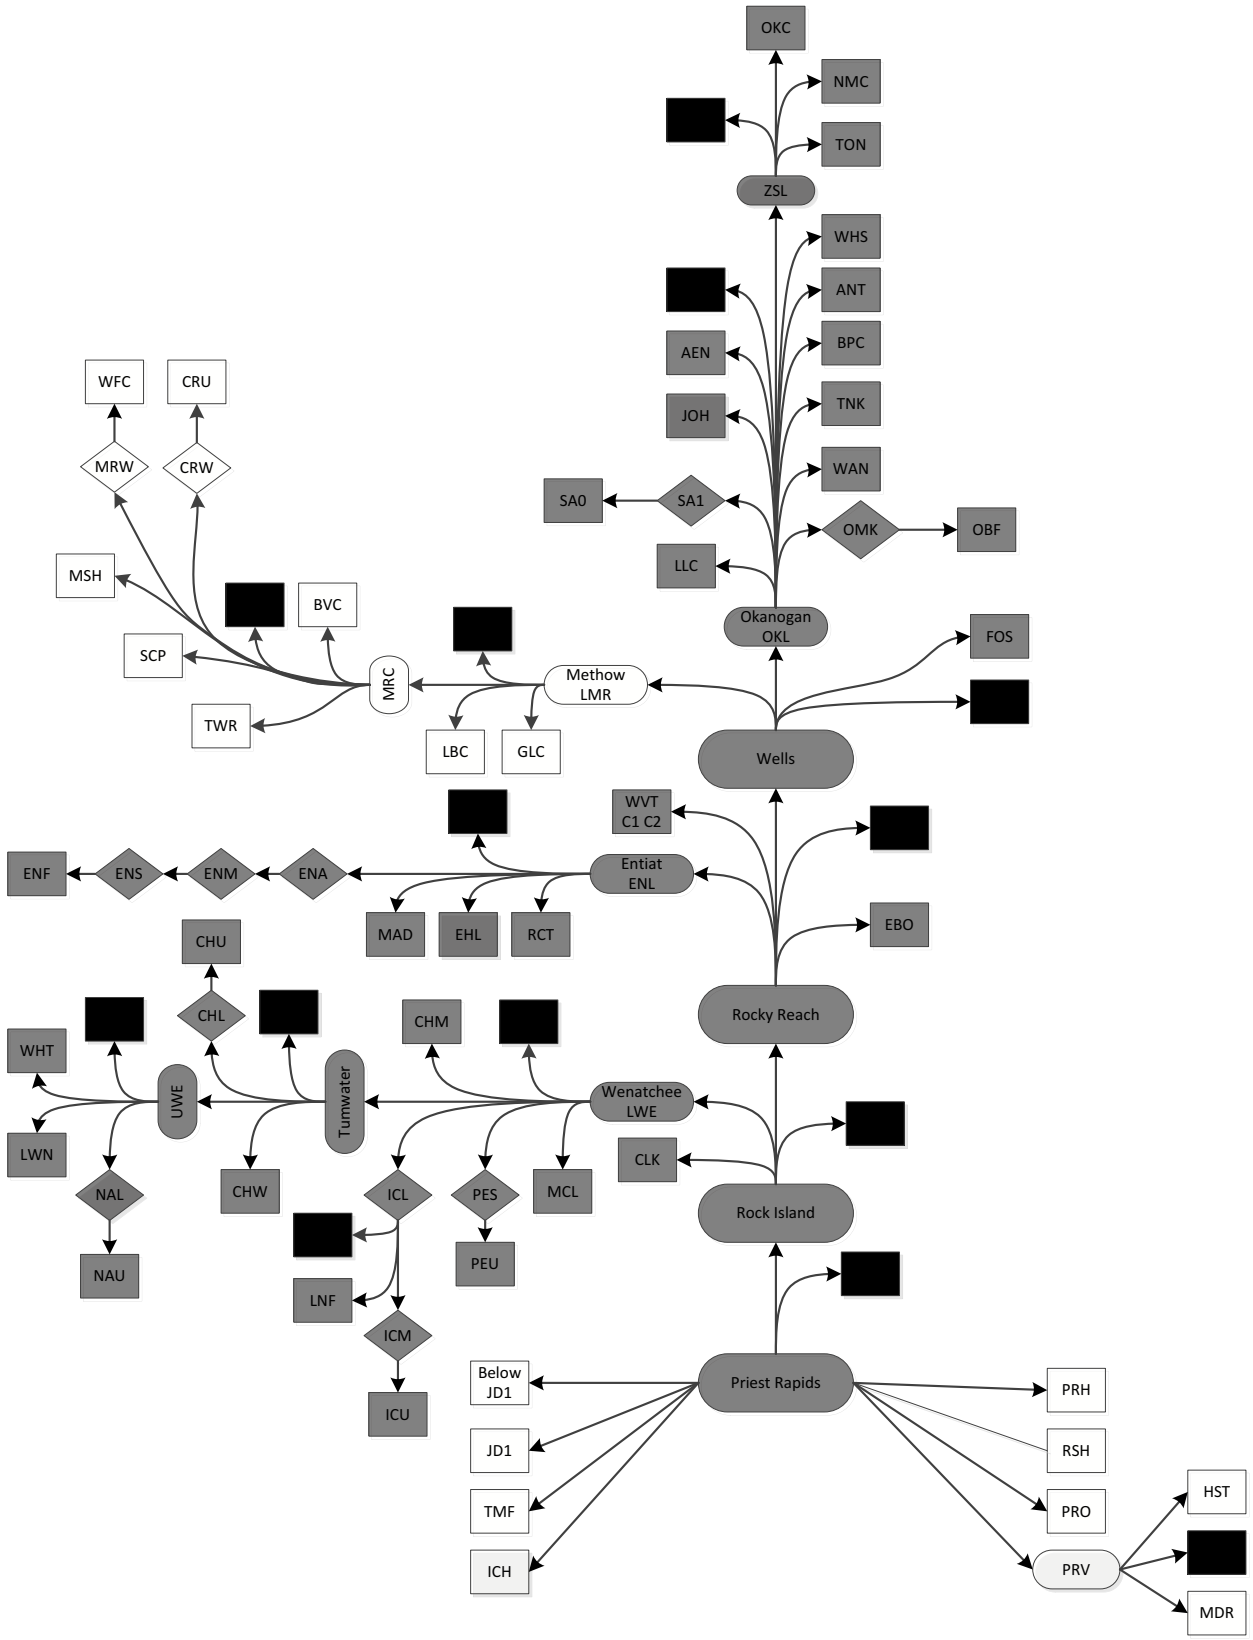 OKC
NMC
TON
ZSL
WHS
ANT
BPC
AEN
TNK
JOH
WAN
SA0
SA1
OMK
OBF
LLC
Okanogan
OKL
FOS
WFC
CRU
MRW
CRW
MSH
BVC
SCP
MRC
Methow
LMR
TWR
LBC
GLC
Wells
WVT
C1 C2
Entiat
ENL
ENF
ENS
ENM
ENA
MAD
EHL
RCT
EBO
CHU
CHL
CHM
Rocky Reach
WHT
UWE
Tumwater
Wenatchee
LWE
LWN
CLK
NAL
CHW
ICL
PES
MCL
Rock Island
NAU
PEU
LNF
ICM
ICU
Below
JD1
Priest Rapids
PRH
JD1
RSH
TMF
PRO
HST
ICH
PRV
MDR